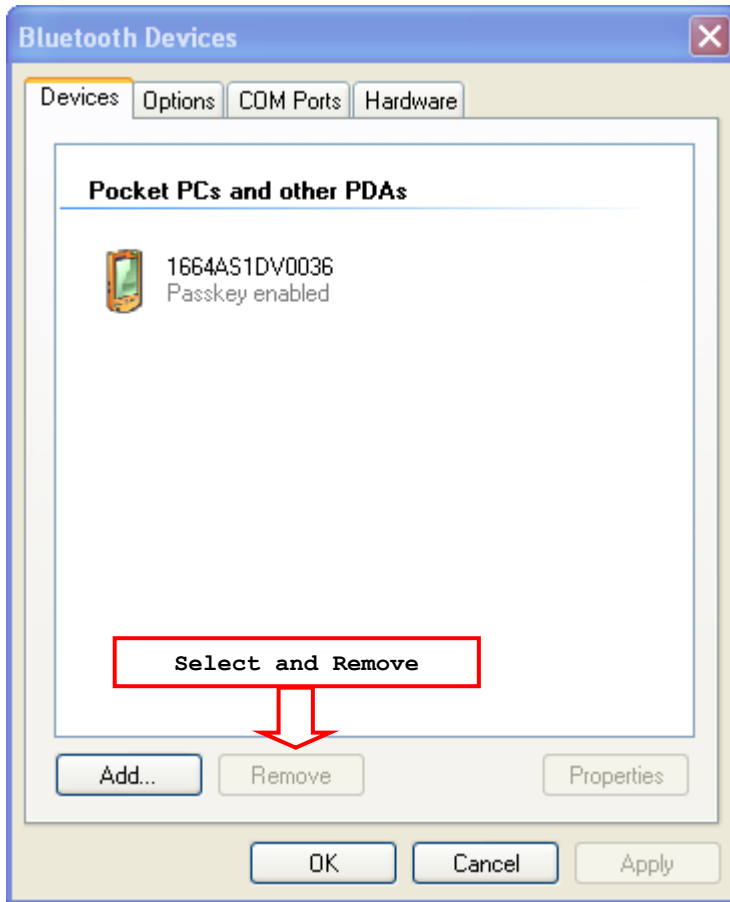 Bluetooth Devices
Devices Options COM Ports Hardware
Pocket PCs and other PDAs
1664AS1DV0036
Passkey enabled
Select and Remove
Add... Remove Properties
OK Cancel Apply